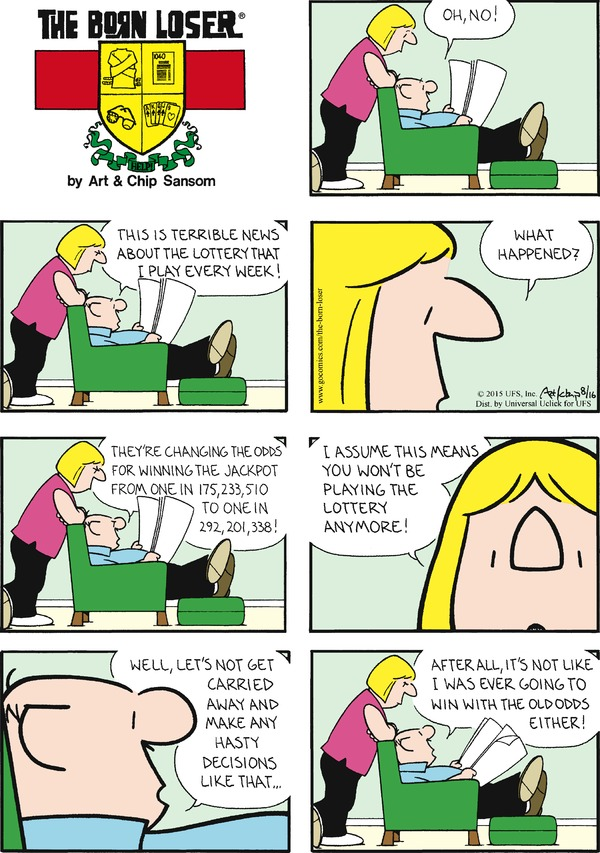 THE BORN LOSER®
1040
HELP!
by Art & Chip Sansom
OH, NO!
THIS IS TERRIBLE NEWS
ABOUT THE LOTTERY THAT
I PLAY EVERY WEEK!
WHAT
HAPPENED?
www.gocomics.com/the-born-loser
© 2015 UFS, Inc.
Dist. by Universal Uclick for UFS
8/16
THEY'RE CHANGING THE ODDS
FOR WINNING THE JACKPOT
FROM ONE IN 175,233,510
TO ONE IN
292,201,338!
I ASSUME THIS MEANS
YOU WON'T BE
PLAYING THE
LOTTERY
ANYMORE!
WELL, LET'S NOT GET
CARRIED
AWAY AND
MAKE ANY
HASTY
DECISIONS
LIKE THAT...
AFTER ALL, IT'S NOT LIKE
I WAS EVER GOING TO
WIN WITH THE OLD ODDS
EITHER!